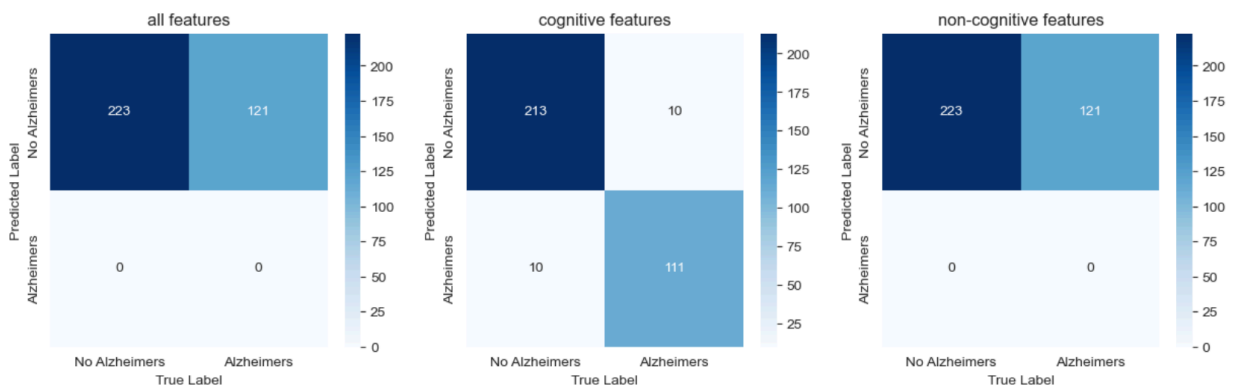 all features
No Alzheimers
Alzheimers
Predicted Label
223
121
0
0
No Alzheimers
Alzheimers
True Label
200
175
150
125
100
75
50
25
0
cognitive features
No Alzheimers
Alzheimers
Predicted Label
213
10
10
111
No Alzheimers
Alzheimers
True Label
200
175
150
125
100
75
50
25
non-cognitive features
No Alzheimers
Alzheimers
Predicted Label
223
121
0
0
No Alzheimers
Alzheimers
True Label
200
175
150
125
100
75
50
25
0